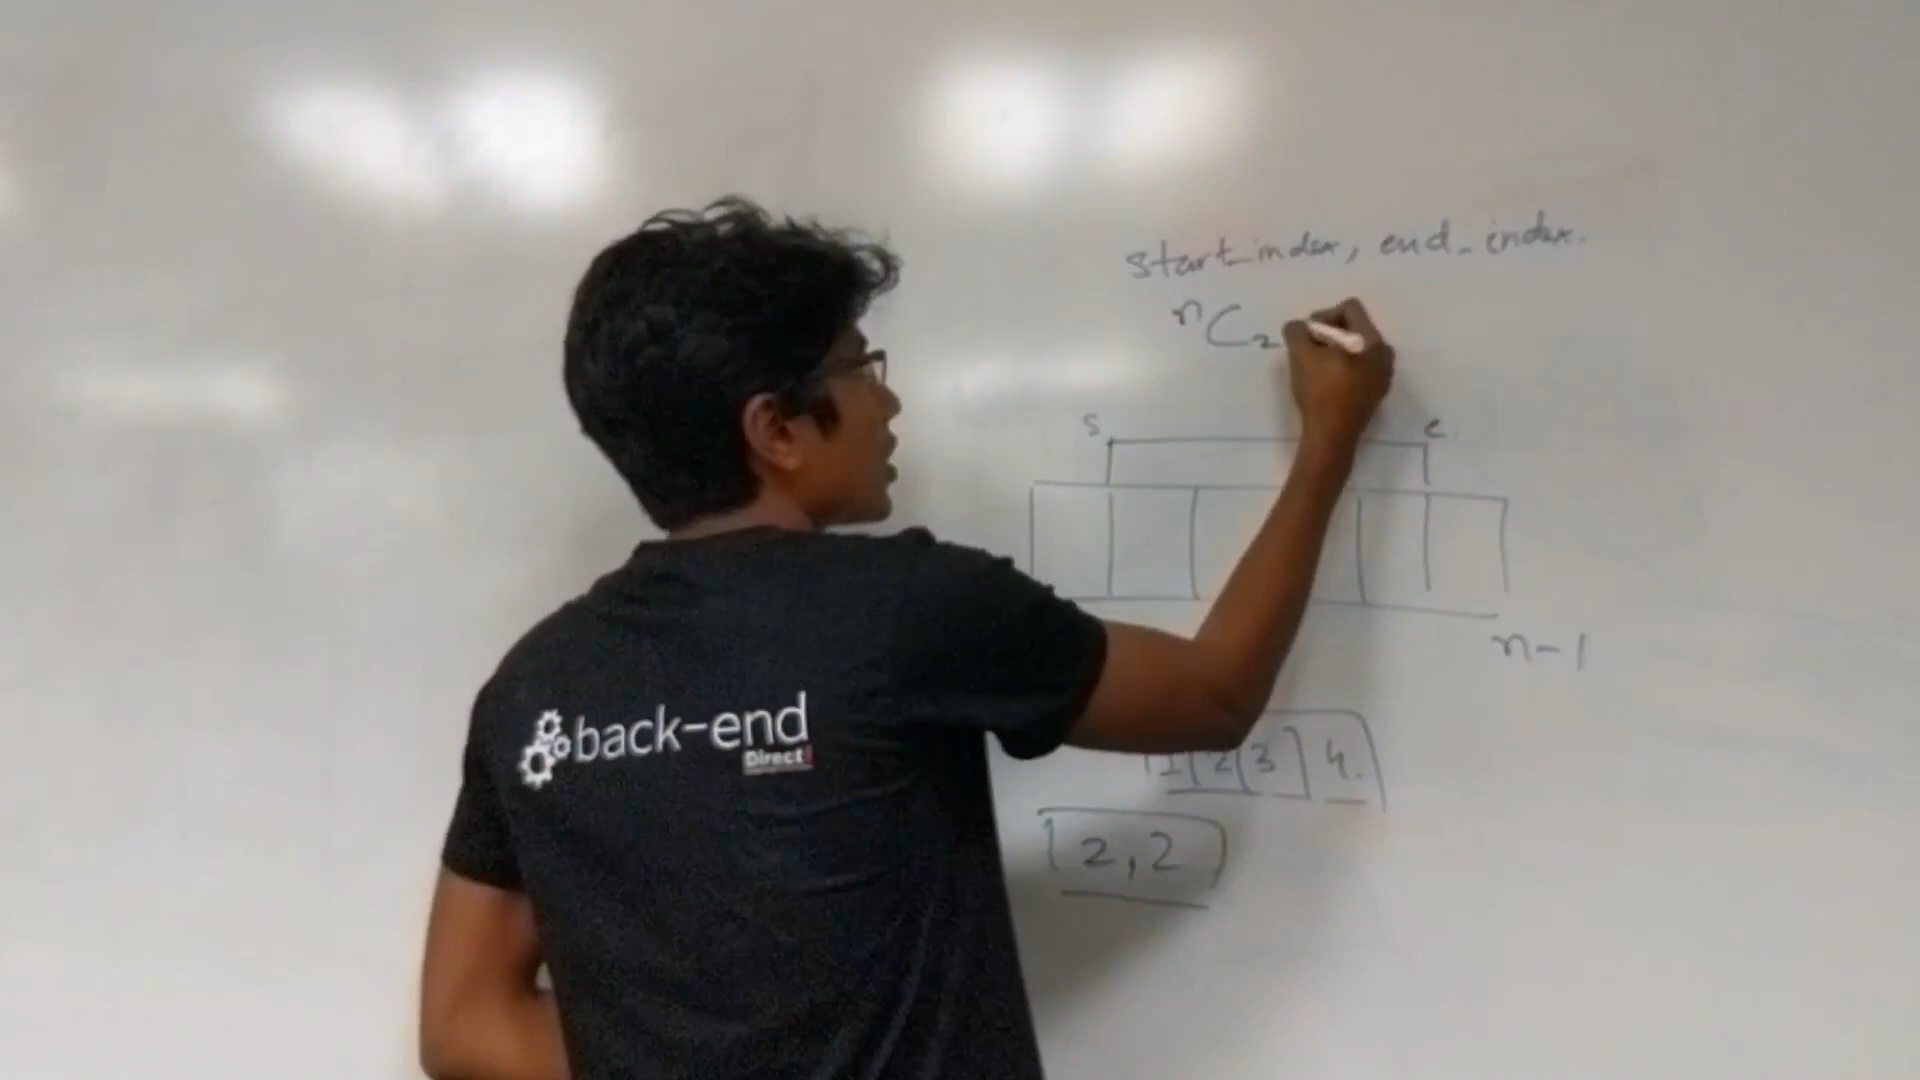 start_index, end_index.
nC2
s e
n-1
1 2 3 4.
2, 2
back-end
Direct